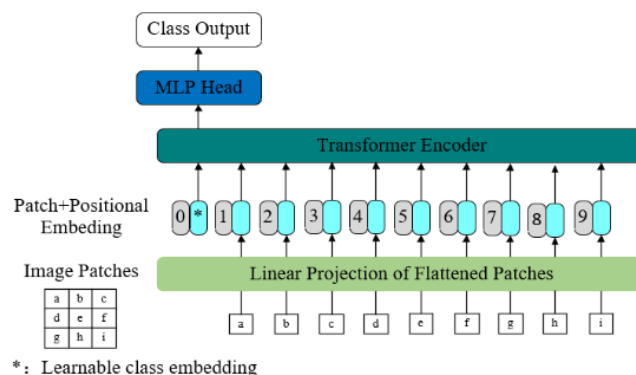 Class Output
MLP Head
Transformer Encoder
Patch+Positional
Embeding
0 * 1 2 3 4 5 6 7 8 9
Image Patches
Linear Projection of Flattened Patches
a b c
d e f
g h i
a b c d e f g h i
*：Learnable class embedding